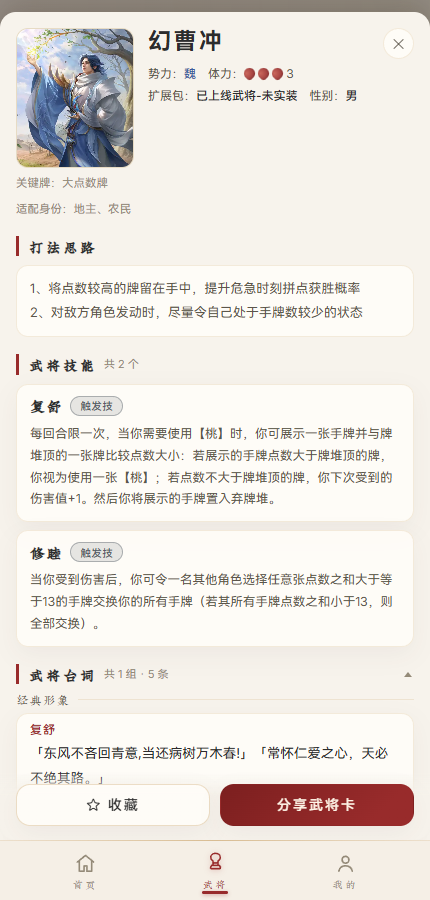 幻曹冲
势力：魏 体力：3
扩展包：已上线武将-未实装 性别：男
关键牌：大点数牌
适配身份：地主、农民
打法思路
1、将点数较高的牌留在手中，提升危急时刻拼点获胜概率
2、对敌方角色发动时，尽量令自己处于手牌数较少的状态
武将技能 共 2 个
复舒 触发技
每回合限一次，当你需要使用【桃】时，你可展示一张手牌并与牌
堆顶的一张牌比较点数大小：若展示的手牌点数大于牌堆顶的牌，
你视为使用一张【桃】；若点数不大于牌堆顶的牌，你下次受到的
伤害值+1。然后你将展示的手牌置入弃牌堆。
修睦 触发技
当你受到伤害后，你可令一名其他角色选择任意张点数之和大于等
于13的手牌交换你的所有手牌（若其所有手牌点数之和小于13，则
全部交换）。
武将台词 共 1 组 · 5 条
经典形象
复舒
「东风不吝回青意,当还病树万木春!」「常怀仁爱之心，天必
不绝其路。」
收藏 分享武将卡
首页 武将 我的